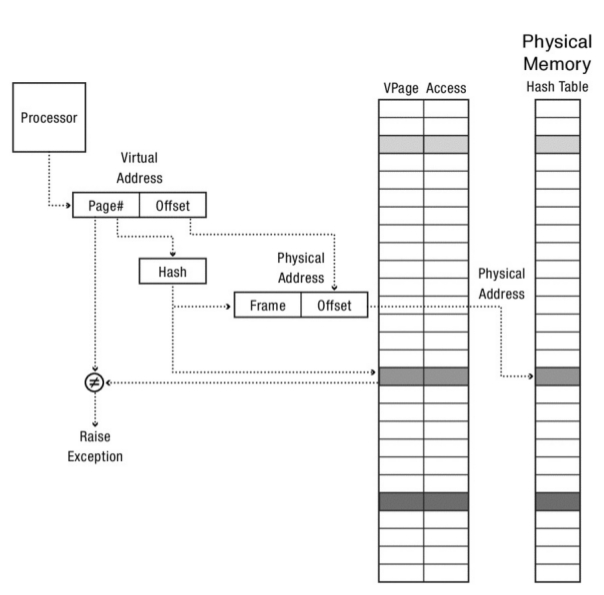 Physical
Memory
VPage Access
Hash Table
Processor
Virtual
Address
Page# Offset
Hash
Physical
Address
Frame Offset
Physical
Address
≠
Raise
Exception